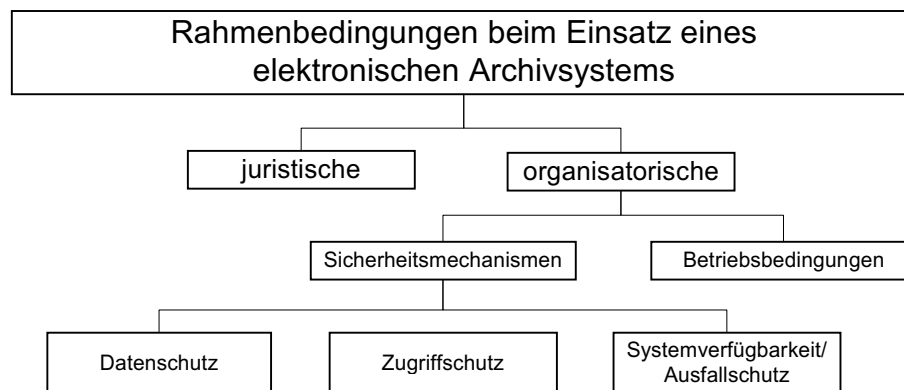 Rahmenbedingungen beim Einsatz eines
elektronischen Archivsystems
juristische
organisatorische
Sicherheitsmechanismen
Betriebsbedingungen
Datenschutz
Zugriffschutz
Systemverfügbarkeit/
Ausfallschutz